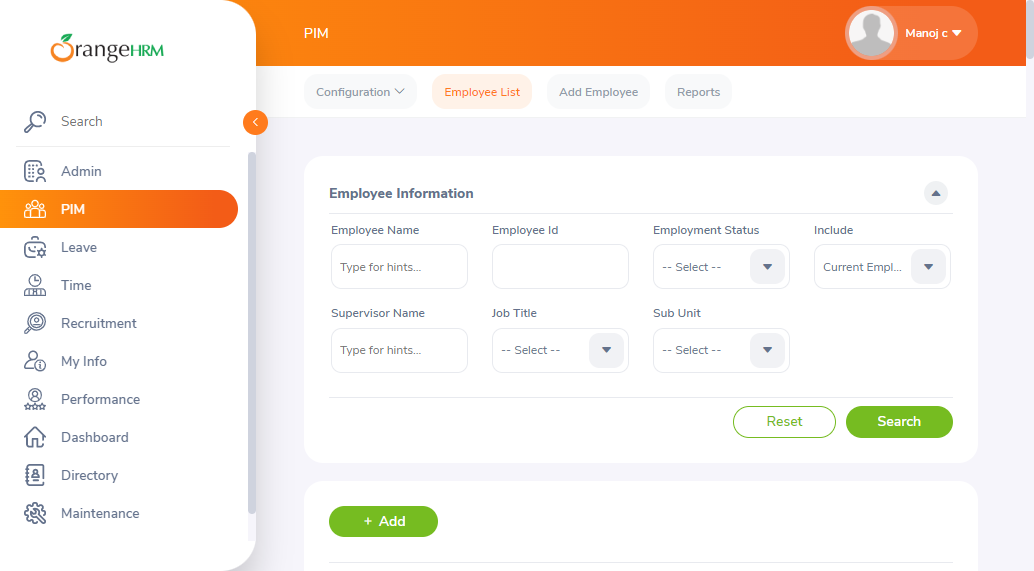 OrangeHRM
PIM
Manoj c
Configuration
Employee List
Add Employee
Reports
Search
Admin
PIM
Leave
Time
Recruitment
My Info
Performance
Dashboard
Directory
Maintenance
Employee Information
Employee Name
Employee Id
Employment Status
Include
Type for hints...
-- Select --
Current Empl...
Supervisor Name
Job Title
Sub Unit
Type for hints...
-- Select --
-- Select --
Reset
Search
+ Add